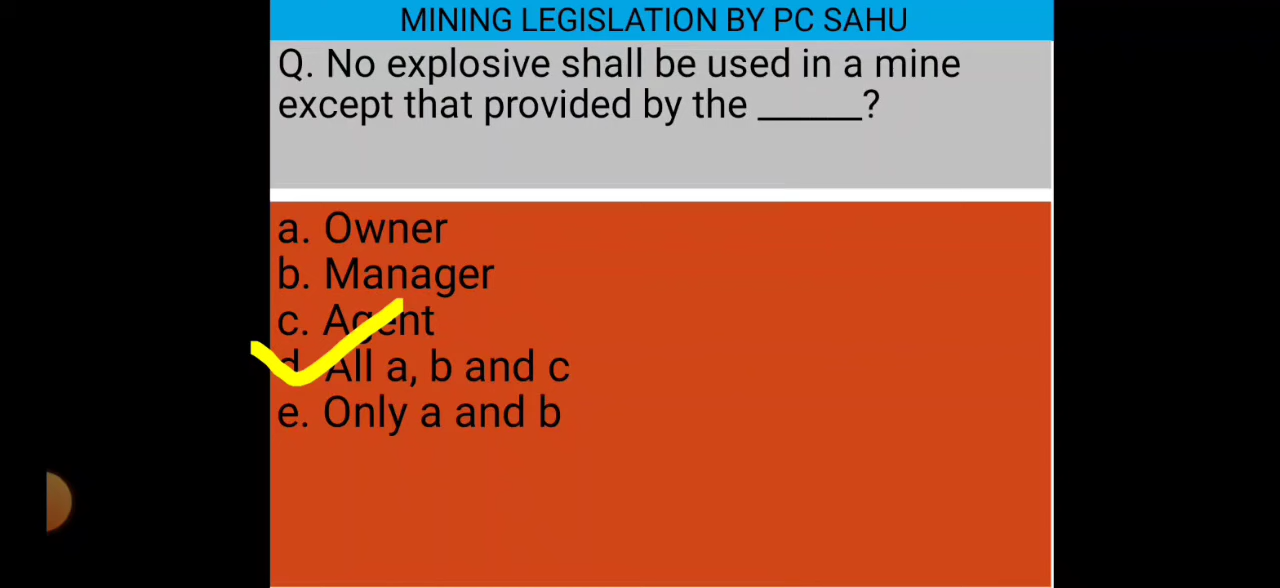 MINING LEGISLATION BY PC SAHU
Q. No explosive shall be used in a mine
except that provided by the ______?
a. Owner
b. Manager
c. Agent
d. All a, b and c
e. Only a and b